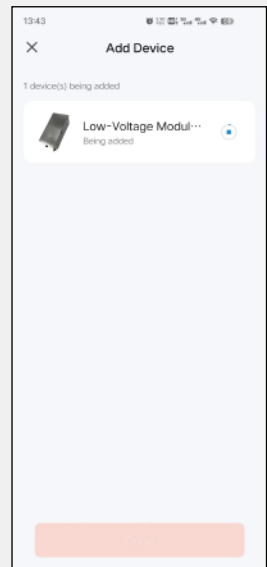 13:43
Add Device
1 device(s) being added
Low-Voltage Modul···
Being added